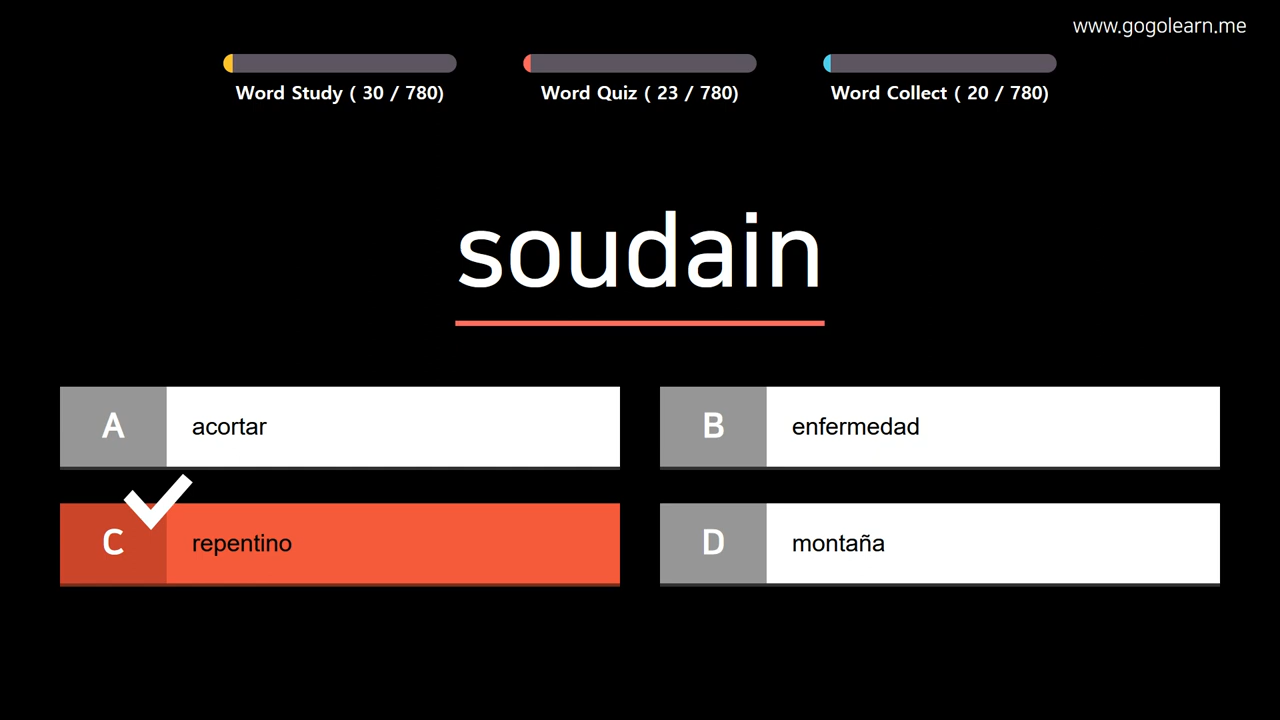 www.gogolearn.me
Word Study ( 30 / 780)
Word Quiz ( 23 / 780)
Word Collect ( 20 / 780)
soudain
A acortar
B enfermedad
C repentino
D montaña